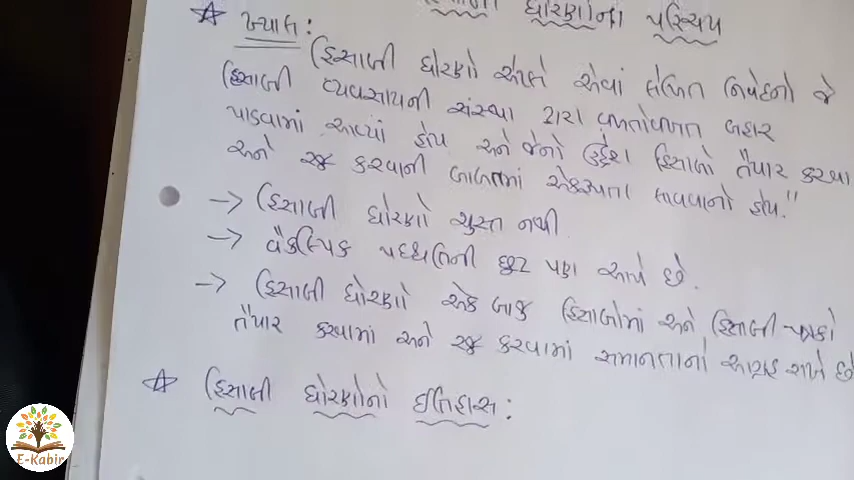 ધોરણોના પરિચય
☆ ખ્યાલ :
હિસાબી ધોરણો એટલે એવાં લેખિત નિવેદનો જે
હિસાબી વ્યવસાયની સંસ્થા દ્વારા વખતોવખત બહાર
પાડવામાં આવ્યાં હોય અને જેનો ઉદ્દેશ હિસાબો તૈયાર કરવા
અને રજૂ કરવાની બાબતમાં એકરૂપતા લાવવાનો હોય."
→ હિસાબી ધોરણો ચુસ્ત નથી
→ વૈકલ્પિક પધ્ધતિની છુટ પણ આપે છે.
→ હિસાબી ધોરણો એક બાજુ હિસાબોમાં અને હિસાબી-પત્રકો
તૈયાર કરવામાં અને રજૂ કરવામાં સમાનતાનો આગ્રહ રાખે છે
☆ હિસાબી ધોરણોનો ઈતિહાસ :
E-Kabir